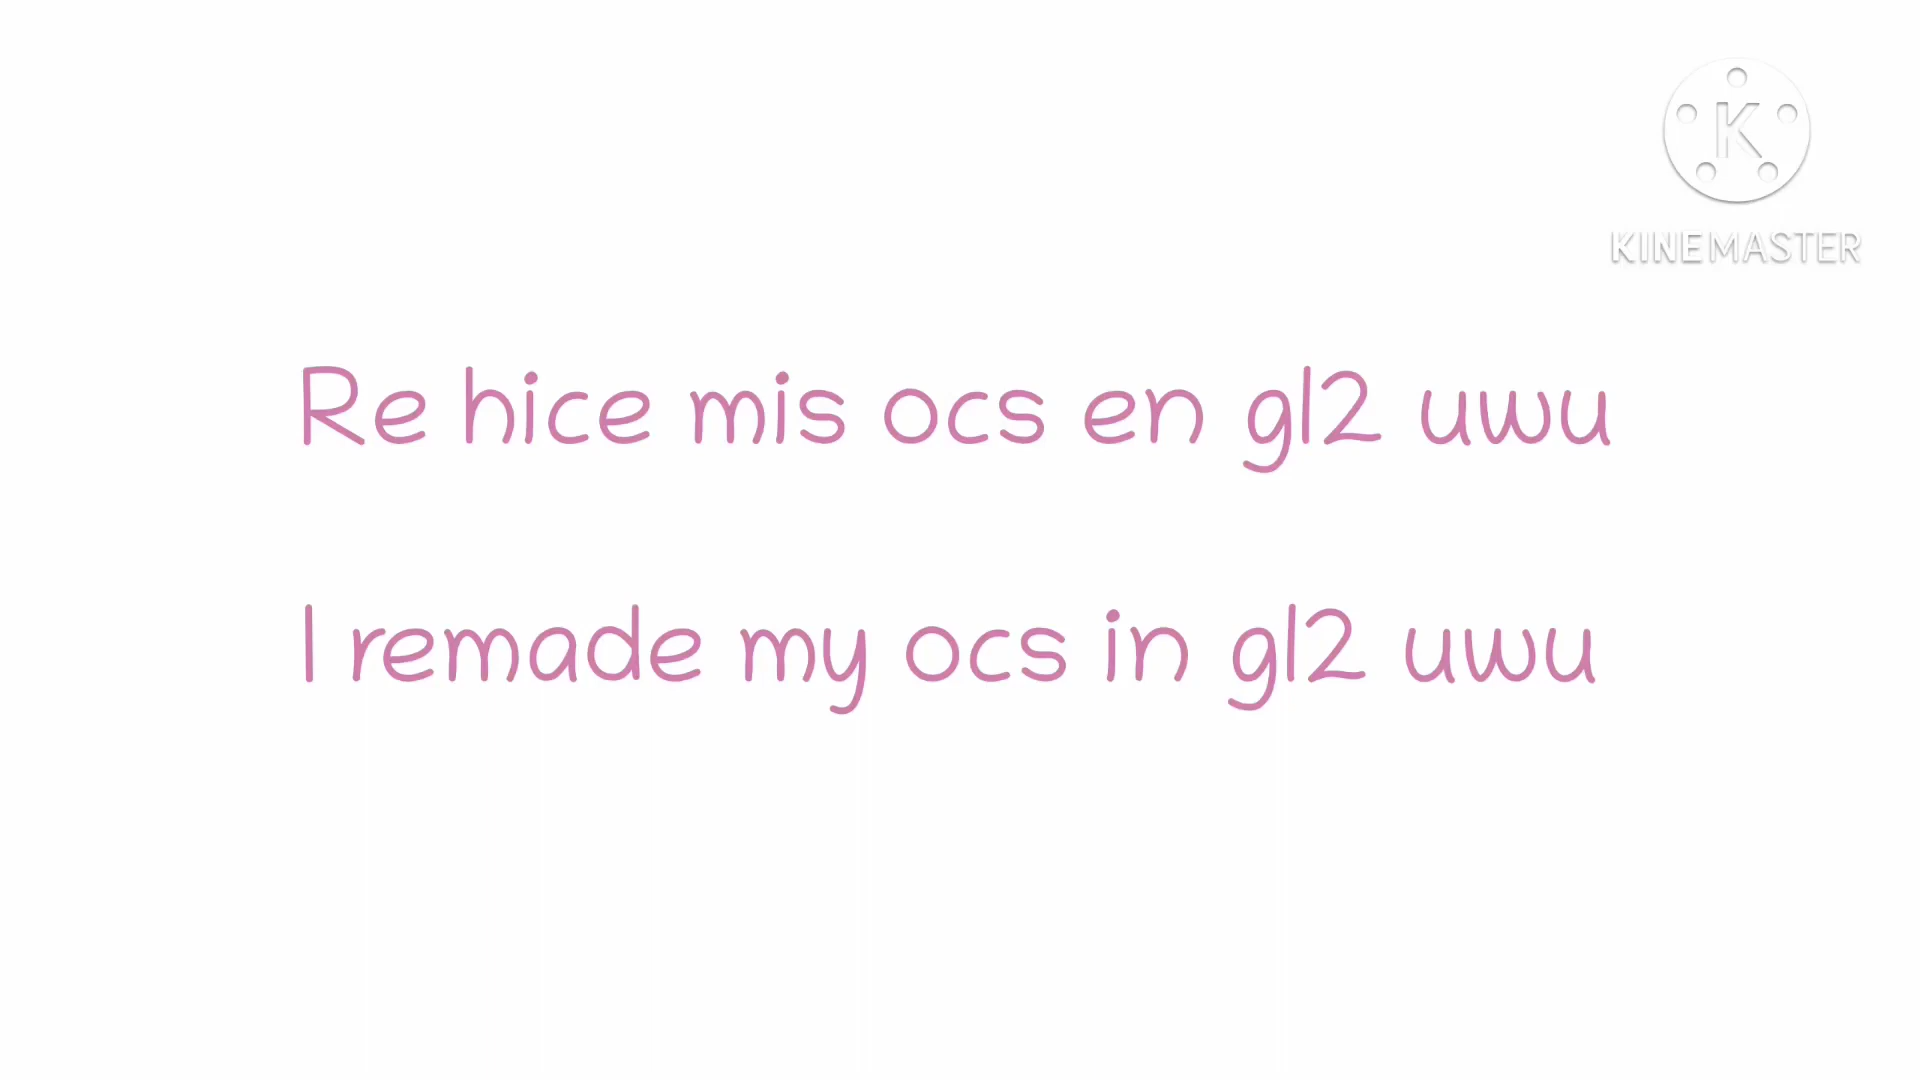 K
KINEMASTER
Re hice mis ocs en gl2 uwu
I remade my ocs in gl2 uwu